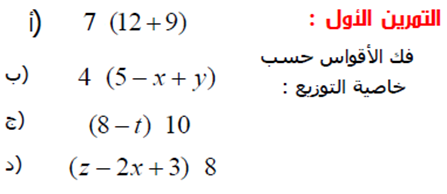 التمرين الأول :
فك الأقواس حسب
خاصية التوزيع :
أ) 7 (12 + 9)
ب) 4 (5 − x + y)
ج) (8 − t) 10
د) (z − 2x + 3) 8